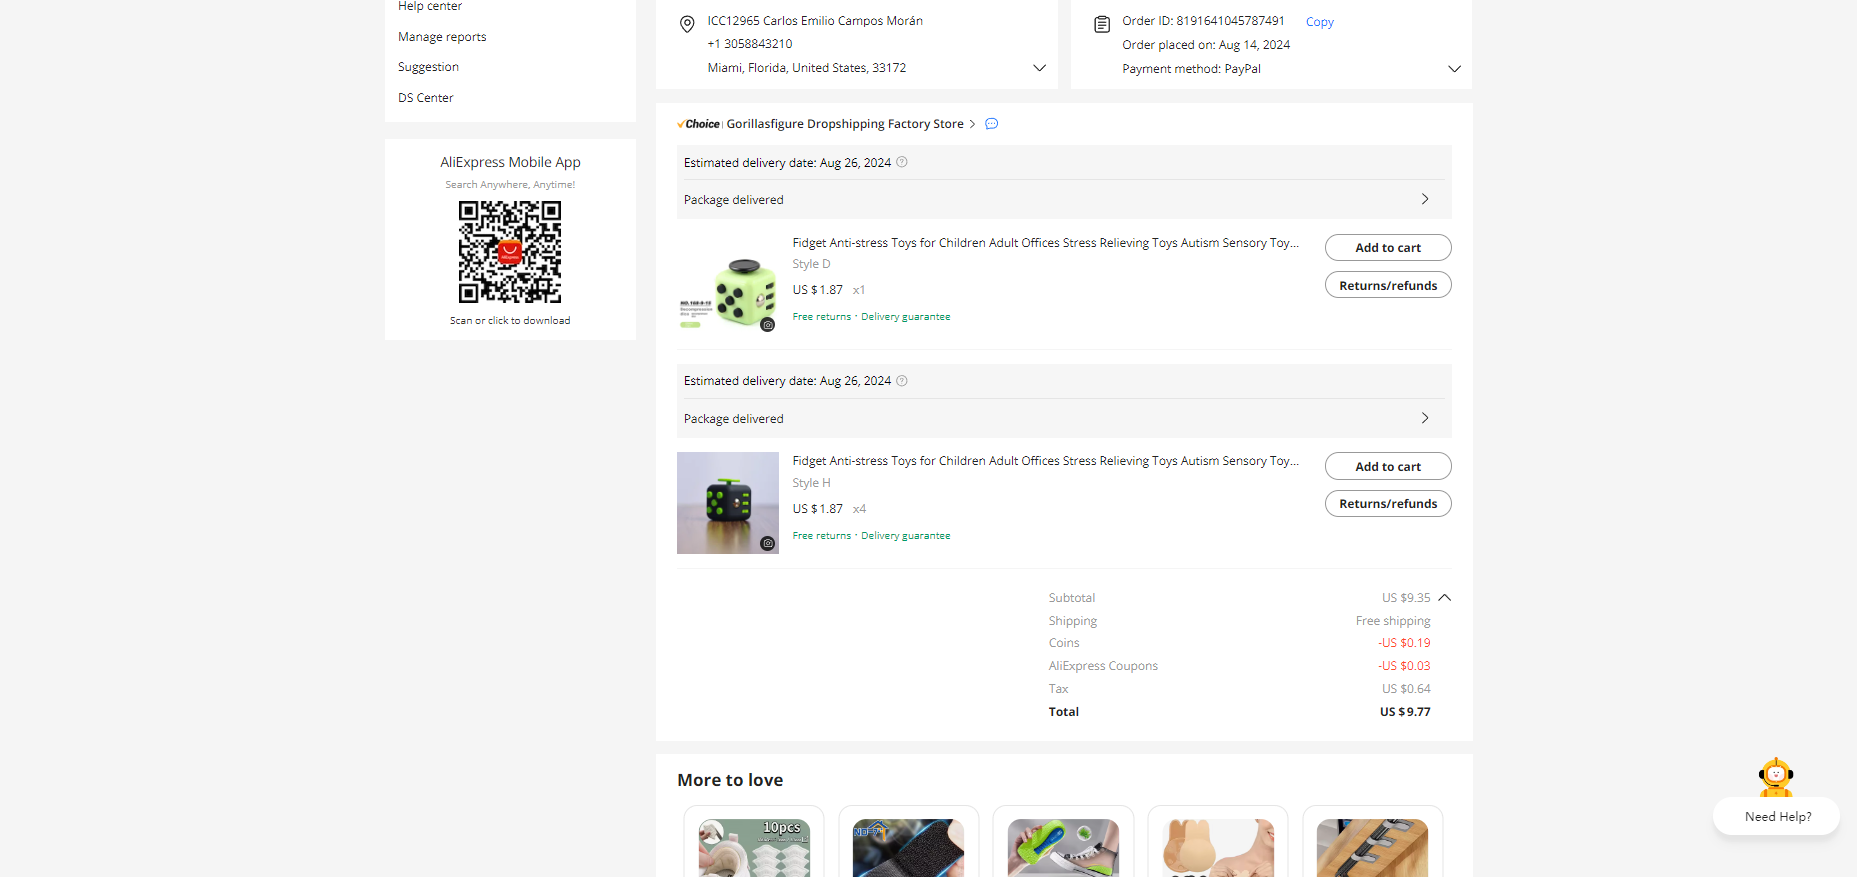 Help center
Manage reports
Suggestion
DS Center
AliExpress Mobile App
Search Anywhere, Anytime!
AliExpress
Scan or click to download
ICC12965 Carlos Emilio Campos Morán
+1 3058843210
Miami, Florida, United States, 33172
Order ID: 8191641045787491 Copy
Order placed on: Aug 14, 2024
Payment method: PayPal
Choice | Gorillasfigure Dropshipping Factory Store
Estimated delivery date: Aug 26, 2024
Package delivered
Fidget Anti-stress Toys for Children Adult Offices Stress Relieving Toys Autism Sensory Toy...
Style D
US $1.87 x1
Free returns · Delivery guarantee
Add to cart
Returns/refunds
Estimated delivery date: Aug 26, 2024
Package delivered
Fidget Anti-stress Toys for Children Adult Offices Stress Relieving Toys Autism Sensory Toy...
Style H
US $1.87 x4
Free returns · Delivery guarantee
Add to cart
Returns/refunds
Subtotal US $9.35
Shipping Free shipping
Coins -US $0.19
AliExpress Coupons -US $0.03
Tax US $0.64
Total US $9.77
More to love
10pcs
Need Help?